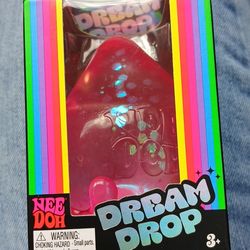 DREAM
DROP
NEE
DOH
WARNING:
CHOKING HAZARD - Small parts.
DREAM
DROP
3+